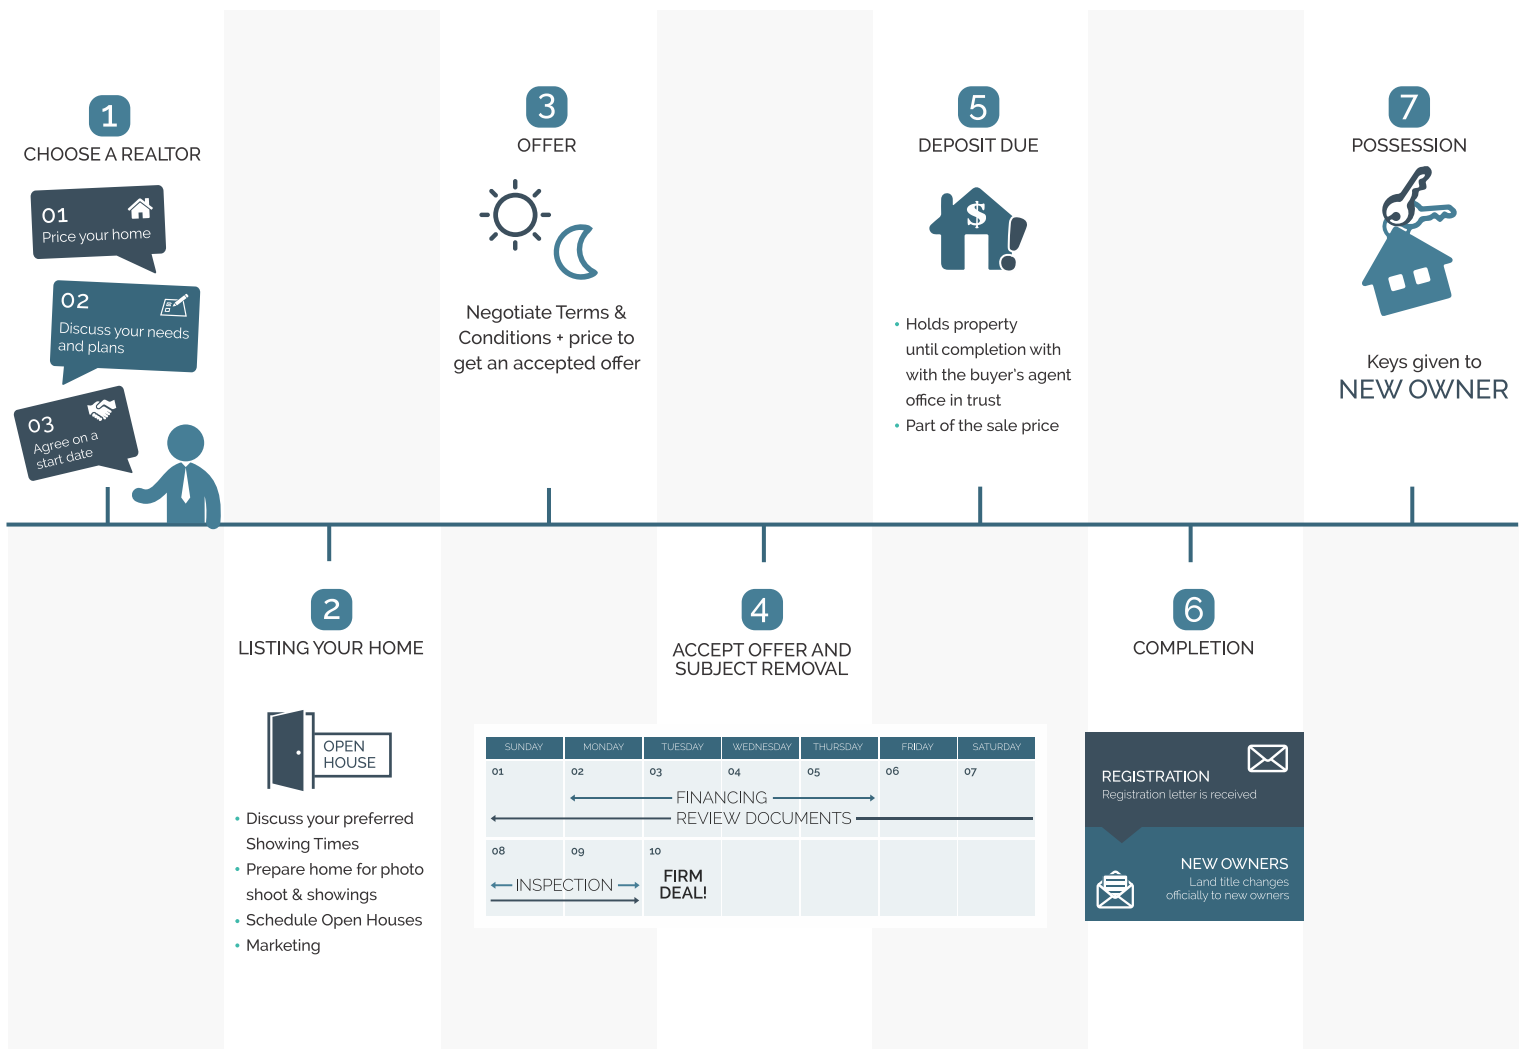 1
CHOOSE A REALTOR
01
Price your home
02
Discuss your needs
and plans
03
Agree on a
start date
2
LISTING YOUR HOME
OPEN
HOUSE
• Discuss your preferred
Showing Times
• Prepare home for photo
shoot & showings
• Schedule Open Houses
• Marketing
3
OFFER
Negotiate Terms &
Conditions + price to
get an accepted offer
4
ACCEPT OFFER AND
SUBJECT REMOVAL
SUNDAY MONDAY TUESDAY WEDNESDAY THURSDAY FRIDAY SATURDAY
01 02 03 04 05 06 07
FINANCING
REVIEW DOCUMENTS
08 09 10
INSPECTION
FIRM
DEAL!
5
DEPOSIT DUE
$
• Holds property
until completion with
with the buyer's agent
office in trust
• Part of the sale price
6
COMPLETION
REGISTRATION
Registration letter is received
NEW OWNERS
Land title changes
officially to new owners
7
POSSESSION
Keys given to
NEW OWNER